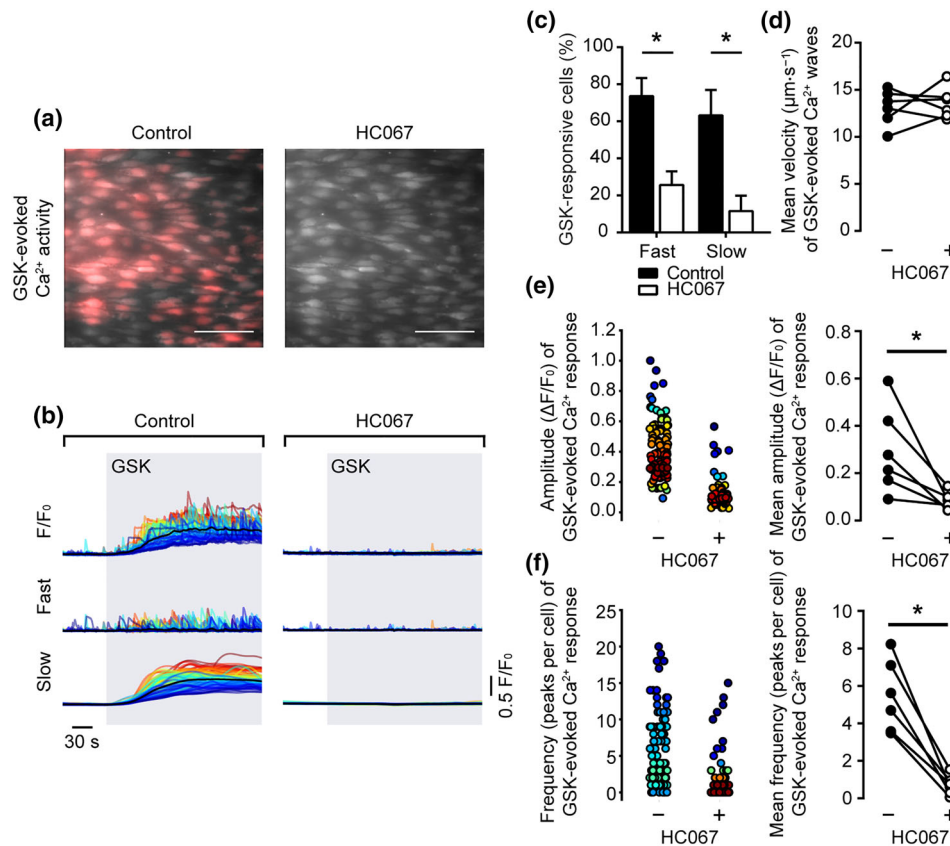 (a)
Control
HC067
GSK-evoked
Ca²⁺ activity
(b)
Control
HC067
GSK
GSK
F/F₀
Fast
Slow
30 s
0.5 F/F₀
(c)
GSK-responsive cells (%)
100
80
60
40
20
0
*
*
Fast
Slow
Control
HC067
(d)
Mean velocity (µm·s⁻¹)
of GSK-evoked Ca²⁺ waves
20
15
10
5
0
−
+
HC067
(e)
Amplitude (ΔF/F₀) of
GSK-evoked Ca²⁺ response
1.2
1.0
0.8
0.6
0.4
0.2
0.0
−
+
HC067
Mean amplitude (ΔF/F₀) of
GSK-evoked Ca²⁺ response
0.8
0.6
0.4
0.2
0.0
*
−
+
HC067
(f)
Frequency (peaks per cell) of
GSK-evoked Ca²⁺ response
25
20
15
10
5
0
−
+
HC067
Mean frequency (peaks per cell) of
GSK-evoked Ca²⁺ response
10
8
6
4
2
0
*
−
+
HC067